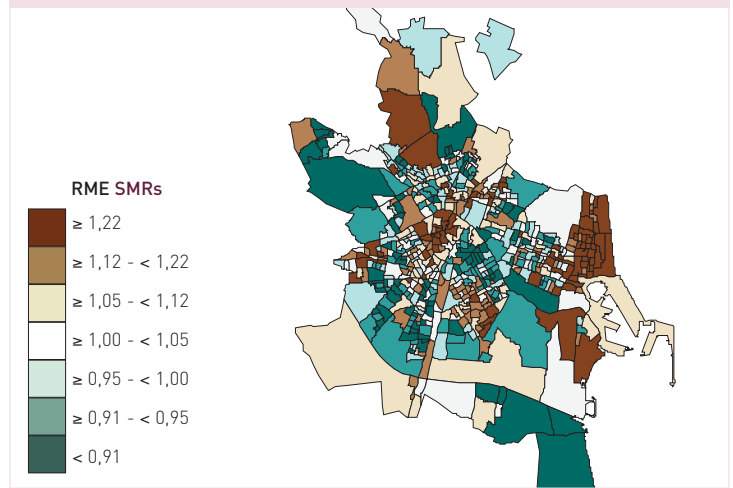 RME SMRs
≥ 1,22
≥ 1,12 - < 1,22
≥ 1,05 - < 1,12
≥ 1,00 - < 1,05
≥ 0,95 - < 1,00
≥ 0,91 - < 0,95
< 0,91